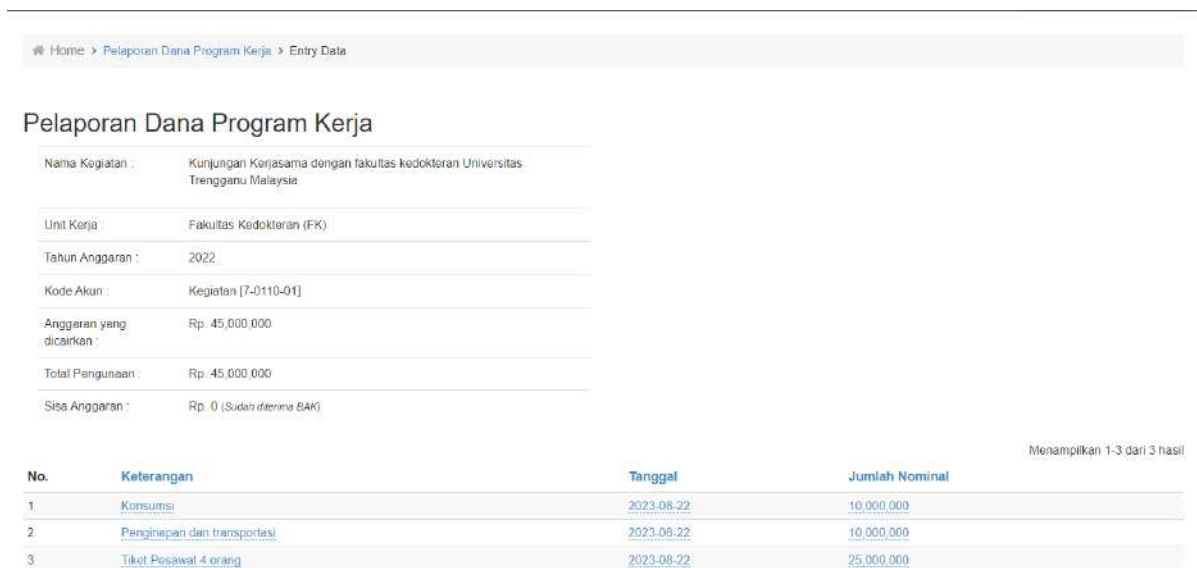 Home > Pelaporan Dana Program Kerja > Entry Data
Pelaporan Dana Program Kerja
Nama Kegiatan : Kunjungan Kerjasama dengan fakultas kedokteran Universitas
Trengganu Malaysia
Unit Kerja : Fakultas Kedokteran (FK)
Tahun Anggaran : 2022
Kode Akun : Kegiatan [7-0110-01]
Anggaran yang Rp. 45,000,000
dicairkan :
Total Pengunaan : Rp. 45,000,000
Sisa Anggaran : Rp. 0 (Sudah diterima BAK)
Menampilkan 1-3 dari 3 hasil
No. Keterangan Tanggal Jumlah Nominal
1 Konsumsi 2023-08-22 10,000,000
2 Penginapan dan transportasi 2023-08-22 10,000,000
3 Tiket Pesawat 4 orang 2023-08-22 25,000,000